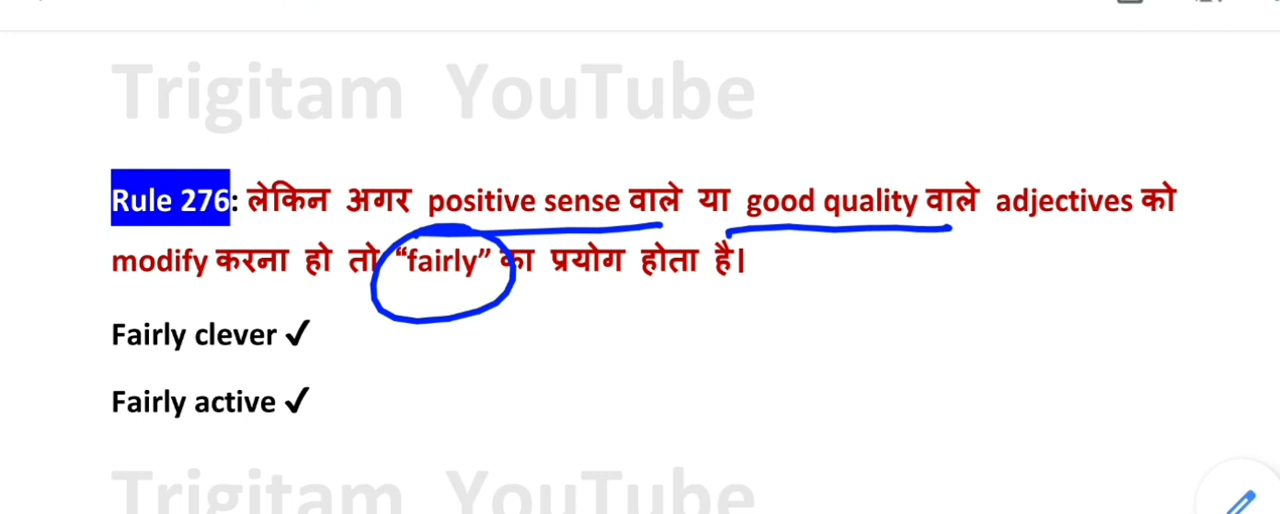 Trigitam YouTube
Rule 276: लेकिन अगर positive sense वाले या good quality वाले adjectives को
modify करना हो तो “fairly” का प्रयोग होता है।
Fairly clever ✓
Fairly active ✓
Trigitam YouTube